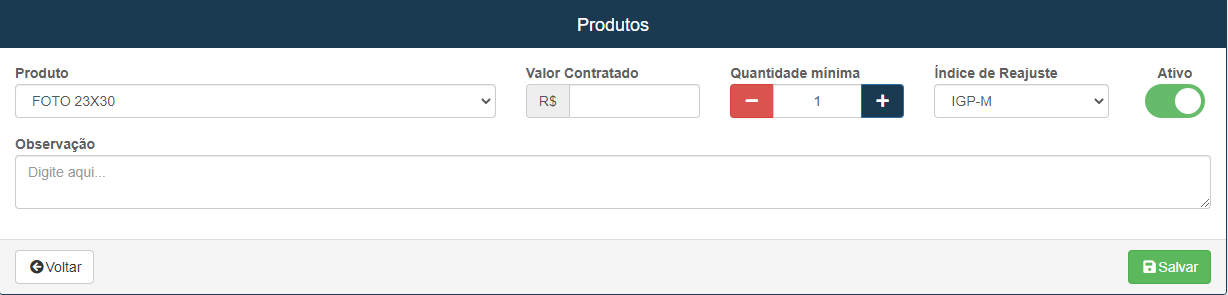 Produtos
Produto Valor Contratado Quantidade mínima Índice de Reajuste Ativo
FOTO 23X30 R$ 1 IGP-M
Observação
Digite aqui...
Voltar Salvar